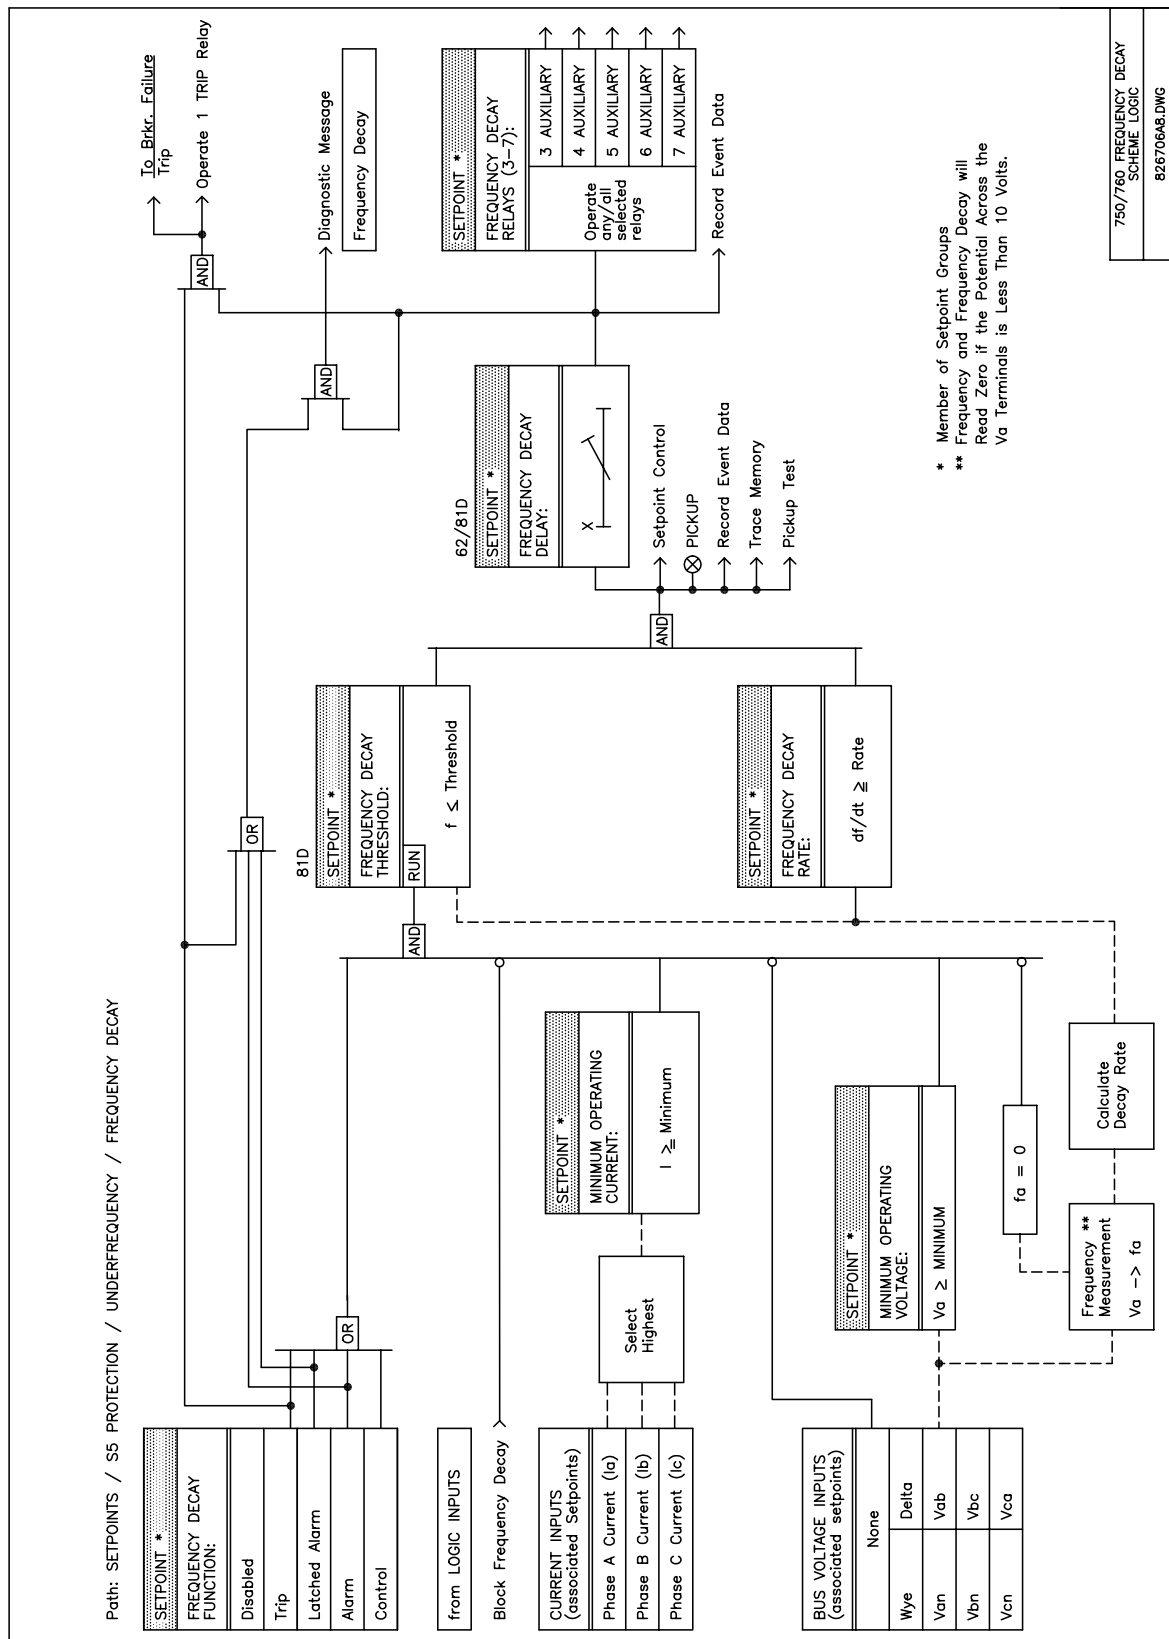 Path: SETPOINTS / S5 PROTECTION / UNDERFREQUENCY / FREQUENCY DECAY
SETPOINT *
FREQUENCY DECAY
FUNCTION:
Disabled
Trip
Latched Alarm
Alarm
Control
from LOGIC INPUTS
Block Frequency Decay
CURRENT INPUTS
(associated Setpoints)
Phase A Current (Ia)
Phase B Current (Ib)
Phase C Current (Ic)
BUS VOLTAGE INPUTS
(associated setpoints)
None
Wye
Delta
Van
Vab
Vbn
Vbc
Vcn
Vca
OR
Select
Highest
SETPOINT *
MINIMUM OPERATING
CURRENT:
I ≥ Minimum
SETPOINT *
MINIMUM OPERATING
VOLTAGE:
Va ≥ MINIMUM
fa = 0
Frequency **
Measurement
Va –> fa
Calculate
Decay Rate
OR
AND
81D
SETPOINT *
FREQUENCY DECAY
THRESHOLD:
RUN
f ≤ Threshold
SETPOINT *
FREQUENCY DECAY
RATE:
df/dt ≥ Rate
AND
62/81D
SETPOINT *
FREQUENCY DECAY
DELAY:
X
Setpoint Control
PICKUP
Record Event Data
Trace Memory
Pickup Test
AND
AND
To Brkr. Failure
Trip
Operate 1 TRIP Relay
Diagnostic Message
Frequency Decay
SETPOINT *
FREQUENCY DECAY
RELAYS (3–7):
Operate
any/all
selected
relays
3 AUXILIARY
4 AUXILIARY
5 AUXILIARY
6 AUXILIARY
7 AUXILIARY
Record Event Data
* Member of Setpoint Groups
** Frequency and Frequency Decay will
Read Zero if the Potential Across the
Va Terminals is Less Than 10 Volts.
750/760 FREQUENCY DECAY
SCHEME LOGIC
826706A8.DWG